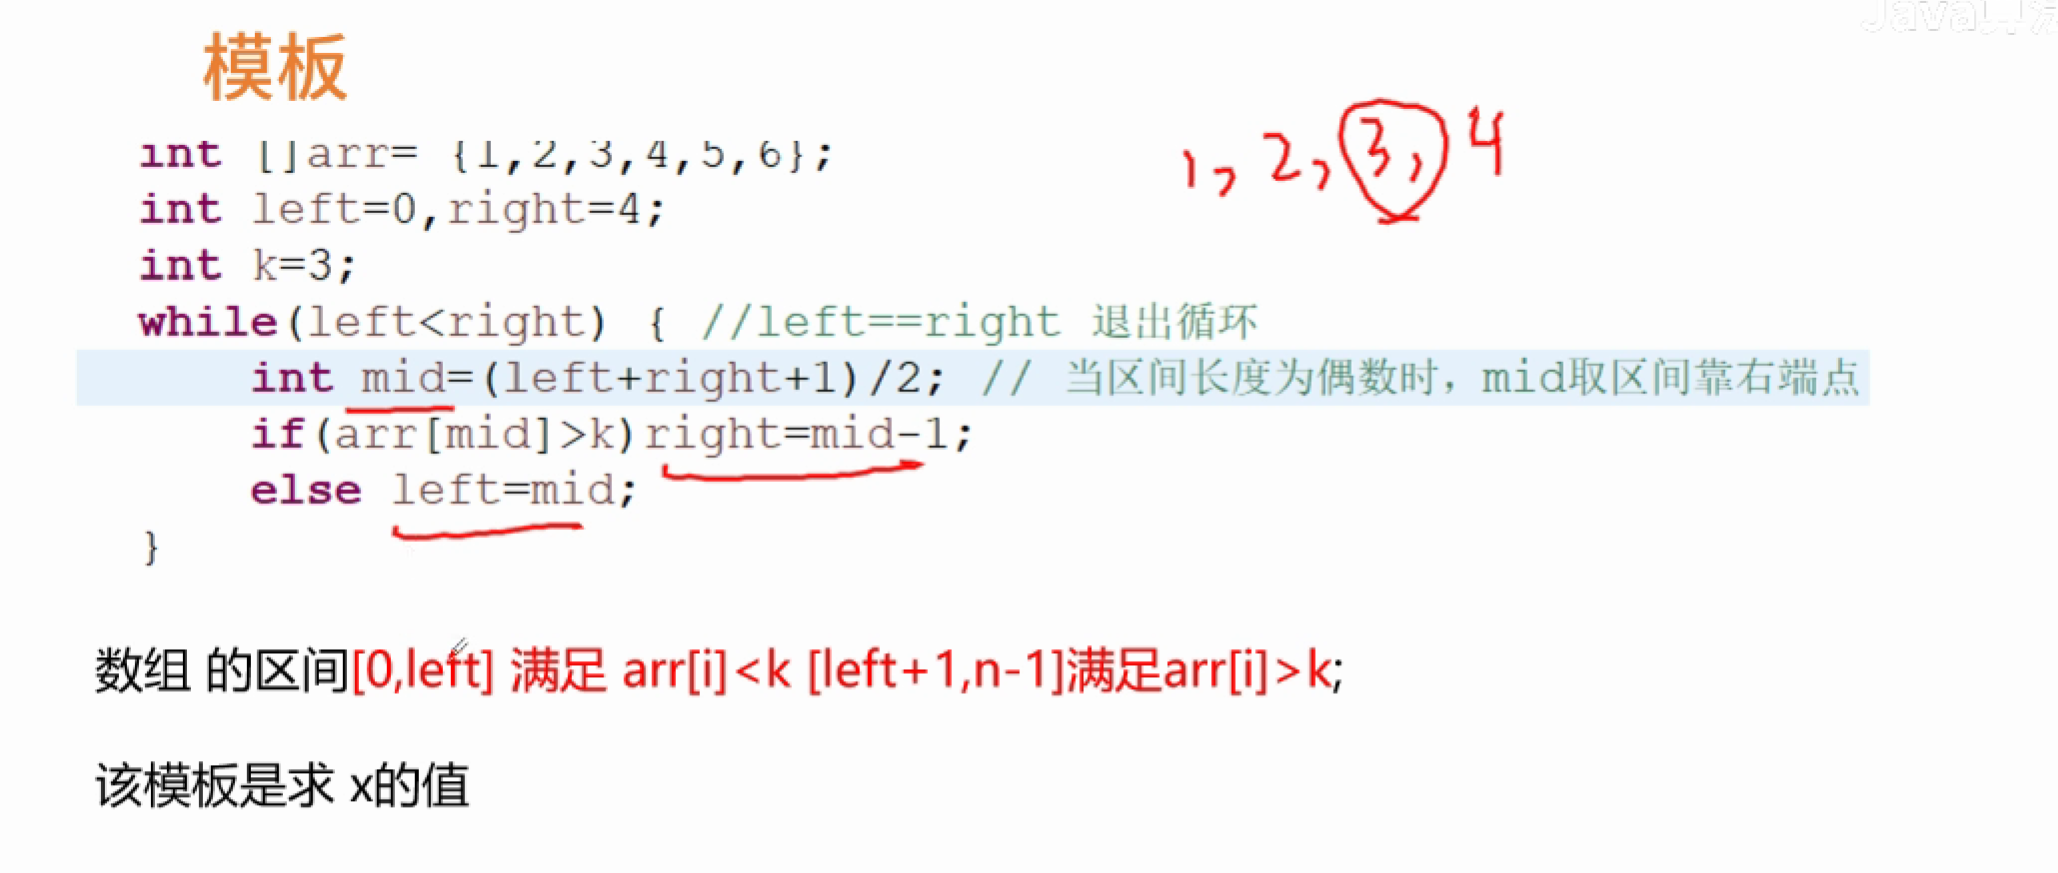 模板
1, 2, 3, 4
int []arr= {1,2,3,4,5,6};
int left=0,right=4;
int k=3;
while(left<right) { //left==right 退出循环
int mid=(left+right+1)/2; // 当区间长度为偶数时，mid取区间靠右端点
if(arr[mid]>k)right=mid-1;
else left=mid;
}
数组 的区间[0,left] 满足 arr[i]<k [left+1,n-1]满足arr[i]>k;
该模板是求 x的值